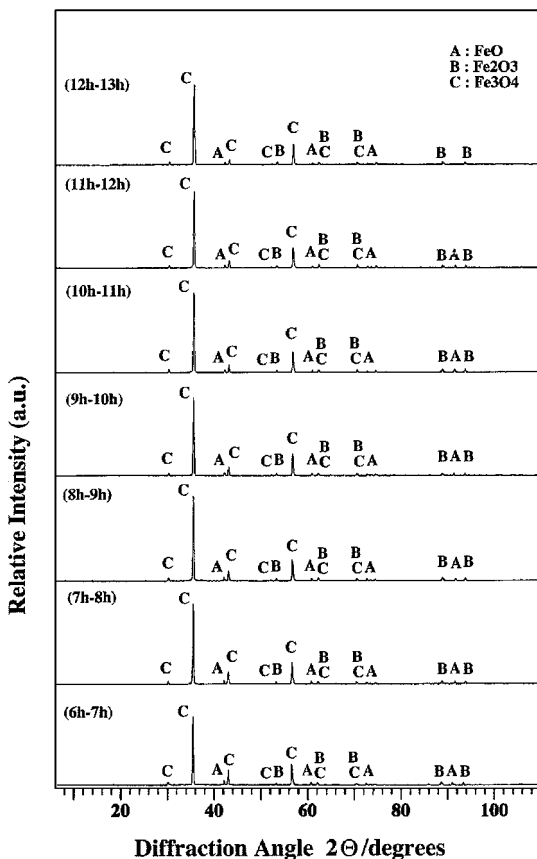 A : FeO
B : Fe2O3
C : Fe3O4
(12h-13h)
C
C
A C
C B
C
A B C
B C A
B B
(11h-12h)
C
C
A C
C B
C
A B C
B C A
B A B
(10h-11h)
C
C
A C
C B
C
A B C
B C A
B A B
(9h-10h)
C
C
A C
C B
C
A B C
B C A
B A B
(8h-9h)
C
C
A C
C B
C
A B C
B C A
B A B
(7h-8h)
C
C
A C
C B
C
A B C
B C A
B A B
(6h-7h)
C
C
A C
C B
C
A B C
B C A
B A B
20 40 60 80 100
Diffraction Angle 2Θ/degrees
Relative Intensity (a.u.)